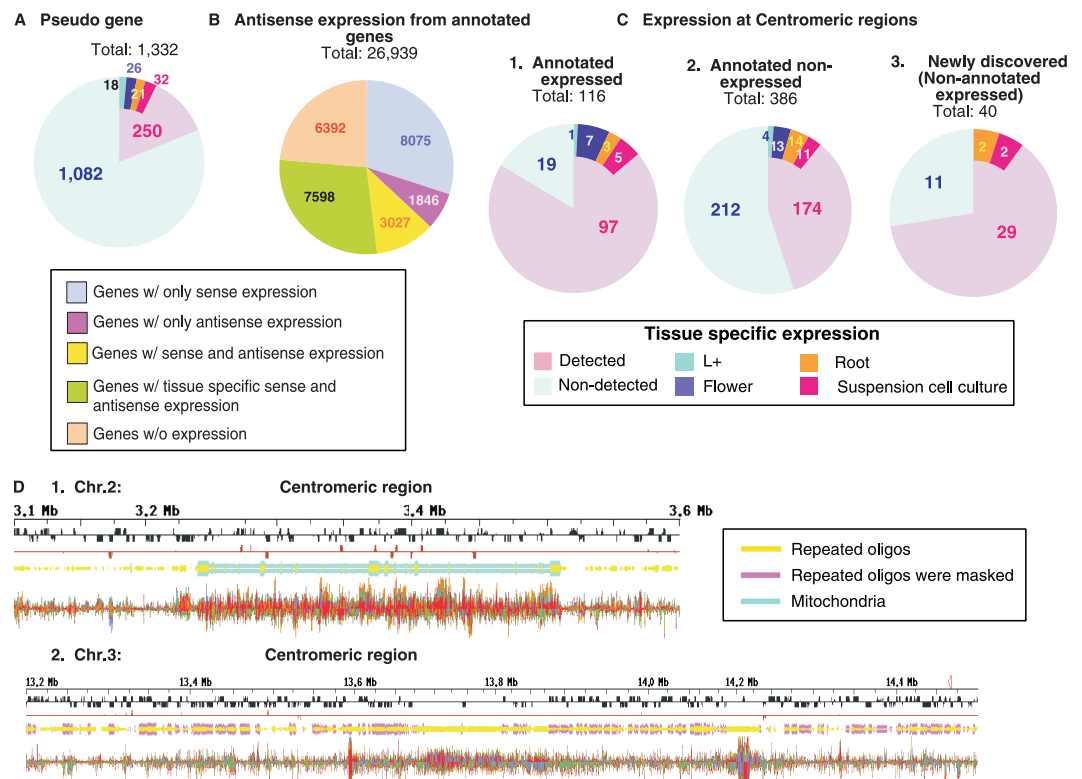 A Pseudo gene
Total: 1,332
18
26
21
32
250
1,082
B Antisense expression from annotated
genes
Total: 26,939
6392
8075
1846
3027
7598
C Expression at Centromeric regions
1. Annotated
expressed
Total: 116
1
7
3
5
19
97
2. Annotated non-
expressed
Total: 386
4
13
14
11
212
174
3. Newly discovered
(Non-annotated
expressed)
Total: 40
2
2
11
29
Genes w/ only sense expression
Genes w/ only antisense expression
Genes w/ sense and antisense expression
Genes w/ tissue specific sense and
antisense expression
Genes w/o expression
Tissue specific expression
Detected
L+
Root
Non-detected
Flower
Suspension cell culture
D 1. Chr.2: Centromeric region
3.1 Mb 3.2 Mb 3.4 Mb 3.6 Mb
Repeated oligos
Repeated oligos were masked
Mitochondria
2. Chr.3: Centromeric region
13.2 Mb 13.4 Mb 13.6 Mb 13.8 Mb 14.0 Mb 14.2 Mb 14.4 Mb